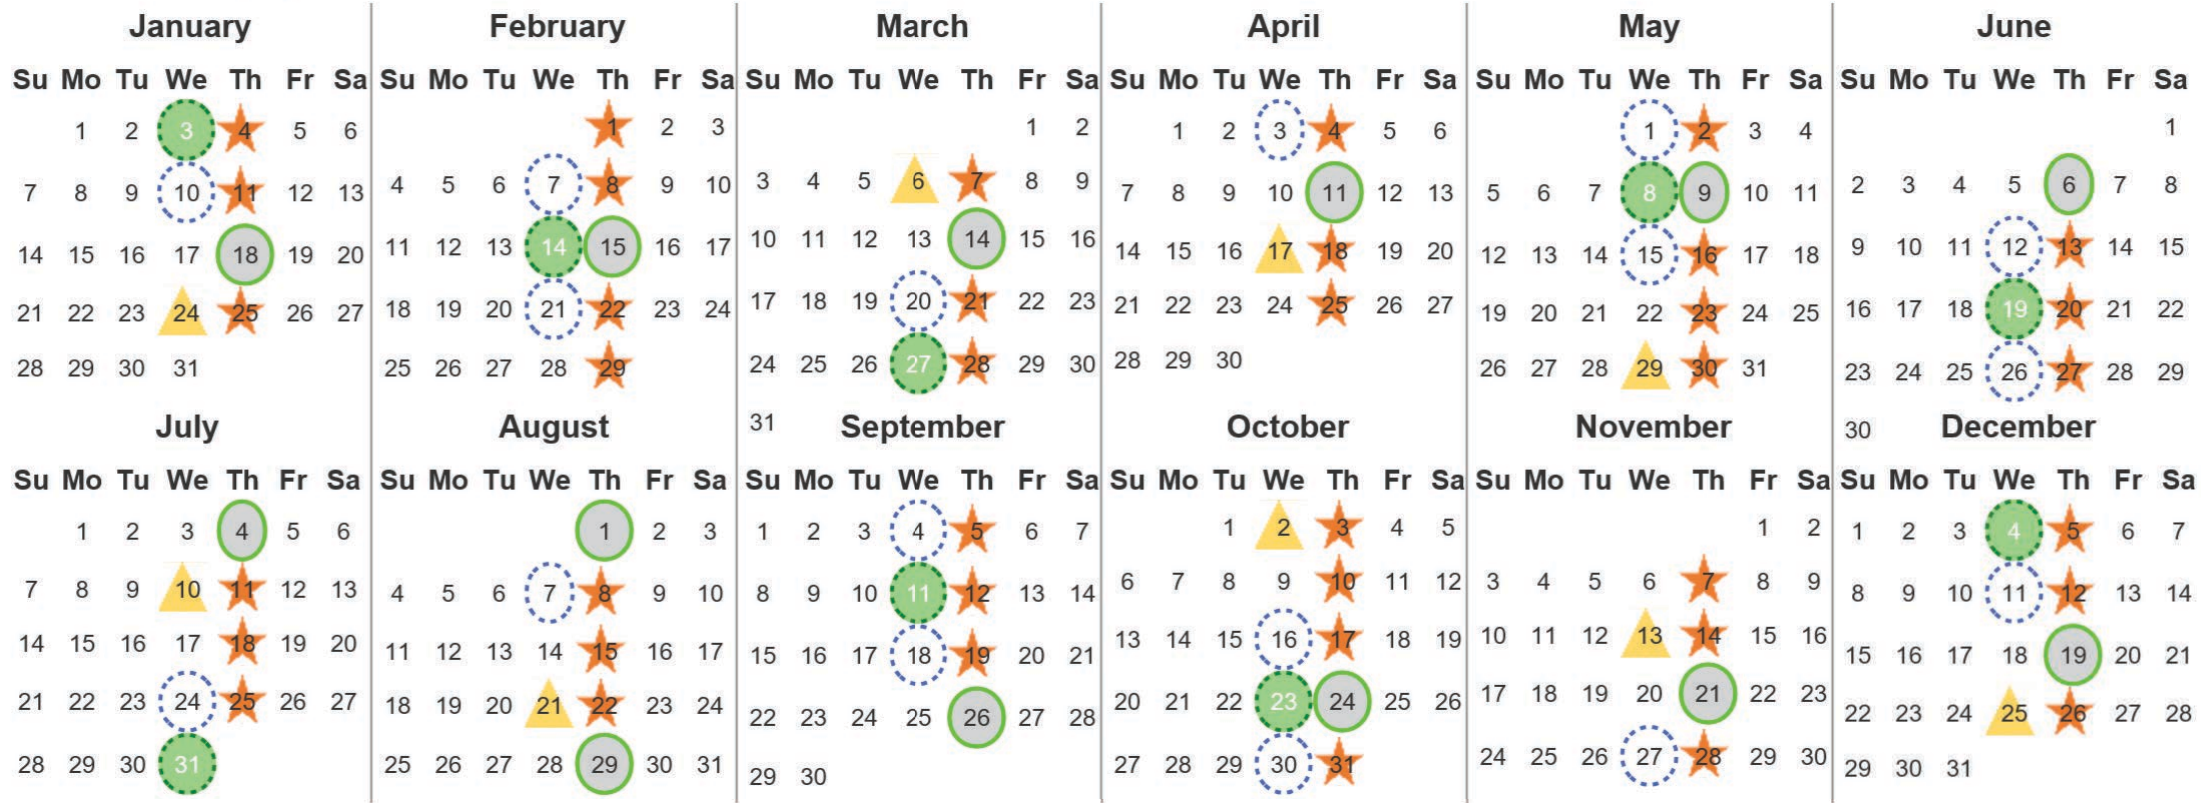 January
Su Mo Tu We Th Fr Sa
1 2 3 4 5 6
7 8 9 10 11 12 13
14 15 16 17 18 19 20
21 22 23 24 25 26 27
28 29 30 31
February
Su Mo Tu We Th Fr Sa
1 2 3
4 5 6 7 8 9 10
11 12 13 14 15 16 17
18 19 20 21 22 23 24
25 26 27 28 29
March
Su Mo Tu We Th Fr Sa
1 2
3 4 5 6 7 8 9
10 11 12 13 14 15 16
17 18 19 20 21 22 23
24 25 26 27 28 29 30
31
April
Su Mo Tu We Th Fr Sa
1 2 3 4 5 6
7 8 9 10 11 12 13
14 15 16 17 18 19 20
21 22 23 24 25 26 27
28 29 30
May
Su Mo Tu We Th Fr Sa
1 2 3 4
5 6 7 8 9 10 11
12 13 14 15 16 17 18
19 20 21 22 23 24 25
26 27 28 29 30 31
June
Su Mo Tu We Th Fr Sa
1
2 3 4 5 6 7 8
9 10 11 12 13 14 15
16 17 18 19 20 21 22
23 24 25 26 27 28 29
30
July
Su Mo Tu We Th Fr Sa
1 2 3 4 5 6
7 8 9 10 11 12 13
14 15 16 17 18 19 20
21 22 23 24 25 26 27
28 29 30 31
August
Su Mo Tu We Th Fr Sa
1 2 3
4 5 6 7 8 9 10
11 12 13 14 15 16 17
18 19 20 21 22 23 24
25 26 27 28 29 30 31
September
Su Mo Tu We Th Fr Sa
1 2 3 4 5 6 7
8 9 10 11 12 13 14
15 16 17 18 19 20 21
22 23 24 25 26 27 28
29 30
October
Su Mo Tu We Th Fr Sa
1 2 3 4 5
6 7 8 9 10 11 12
13 14 15 16 17 18 19
20 21 22 23 24 25 26
27 28 29 30 31
November
Su Mo Tu We Th Fr Sa
1 2
3 4 5 6 7 8 9
10 11 12 13 14 15 16
17 18 19 20 21 22 23
24 25 26 27 28 29 30
December
Su Mo Tu We Th Fr Sa
1 2 3 4 5 6 7
8 9 10 11 12 13 14
15 16 17 18 19 20 21
22 23 24 25 26 27 28
29 30 31